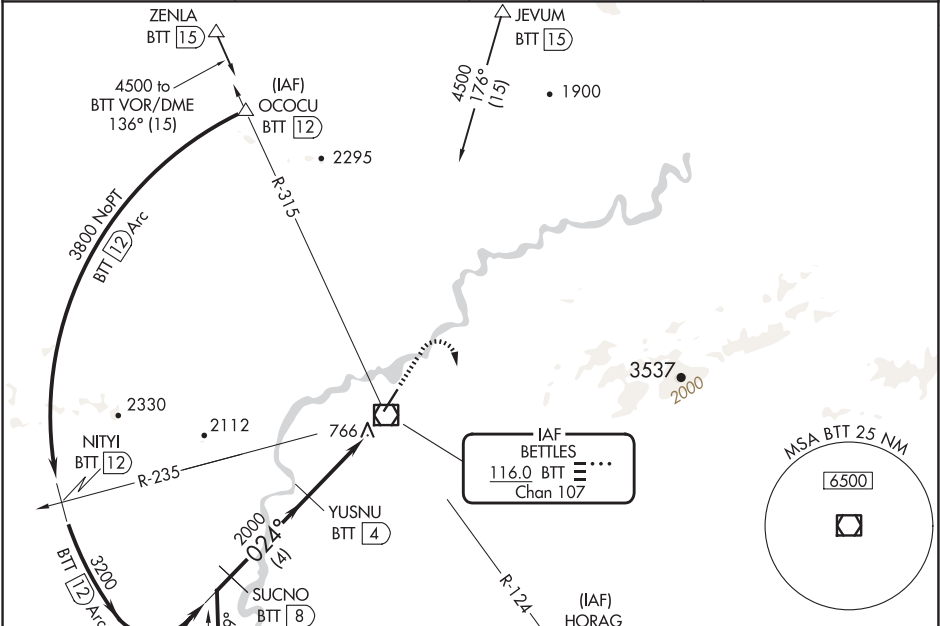 ZENLA
BTT 15
JEVUM
BTT 15
4500 to
BTT VOR/DME
136° (15)
(IAF)
OCOCU
BTT 12
4500
176°
(15)
1900
2295
R-315
3800 NoPT
BTT 12 Arc
3537
2000
2330
2112
766
NITYI
BTT 12
R-235
IAF
BETTLES
116.0 BTT
Chan 107
MSA BTT 25 NM
6500
YUSNU
BTT 4
2000
024°
(4)
3200
BTT 12 Arc
SUCNO
BTT 8
R-124
(IAF)
HORAG